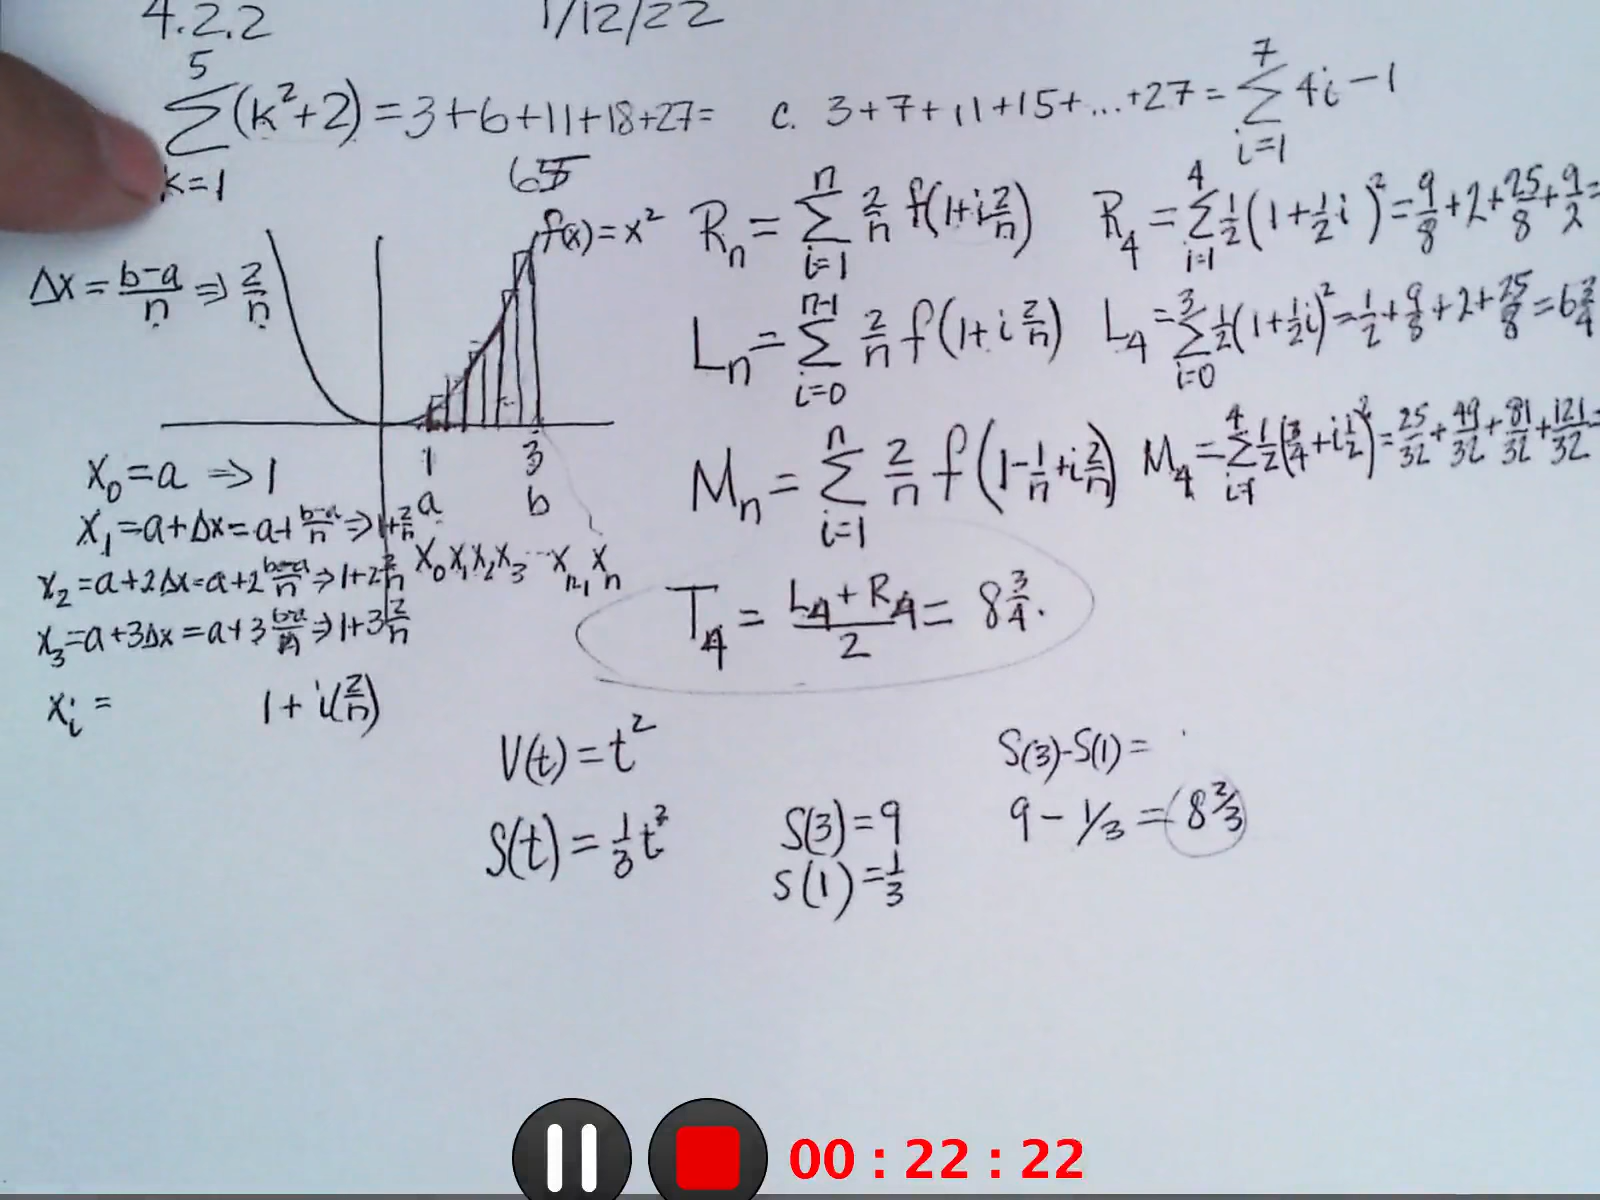 4.2.2 1/12/22
5
∑ (k²+2) = 3+6+11+18+27=
k=1
65
c. 3+7+11+15+...+27 = ∑_{i=1}^{7} 4i-1
f(x)=x²
Δx = (b-a)/n ⇒ 2/n
1 3
a b
x₀ x₁ x₂ x₃ ... xₙ₋₁ xₙ
x₀ = a ⇒ 1
x₁ = a+Δx = a+(b-a)/n ⇒ 1+2/n
x₂ = a+2Δx = a+2(b-a)/n ⇒ 1+2 2/n
x₃ = a+3Δx = a+3(b-a)/n ⇒ 1+3 2/n
xᵢ = 1+i(2/n)
Rₙ = ∑_{i=1}^{n} 2/n f(1+i 2/n)
R₄ = ∑_{i=1}^{4} 1/2 (1+1/2 i)² = 9/8+2+25/8+9/2=
Lₙ = ∑_{i=0}^{n-1} 2/n f(1+i 2/n)
L₄ = ∑_{i=0}^{3} 1/2 (1+1/2 i)² = 1/2+9/8+2+25/8 = 6 3/4
Mₙ = ∑_{i=1}^{n} 2/n f(1-1/n+i 2/n)
M₄ = ∑_{i=1}^{4} 1/2 (3/4+i 1/2)² = 25/32+49/32+81/32+121/32=
T₄ = (L₄+R₄)/2 = 8 3/4.
V(t) = t²
S(t) = 1/3 t³
S(3) = 9
S(1) = 1/3
S(3)-S(1) =
9 - 1/3 = 8 2/3
00 : 22 : 22